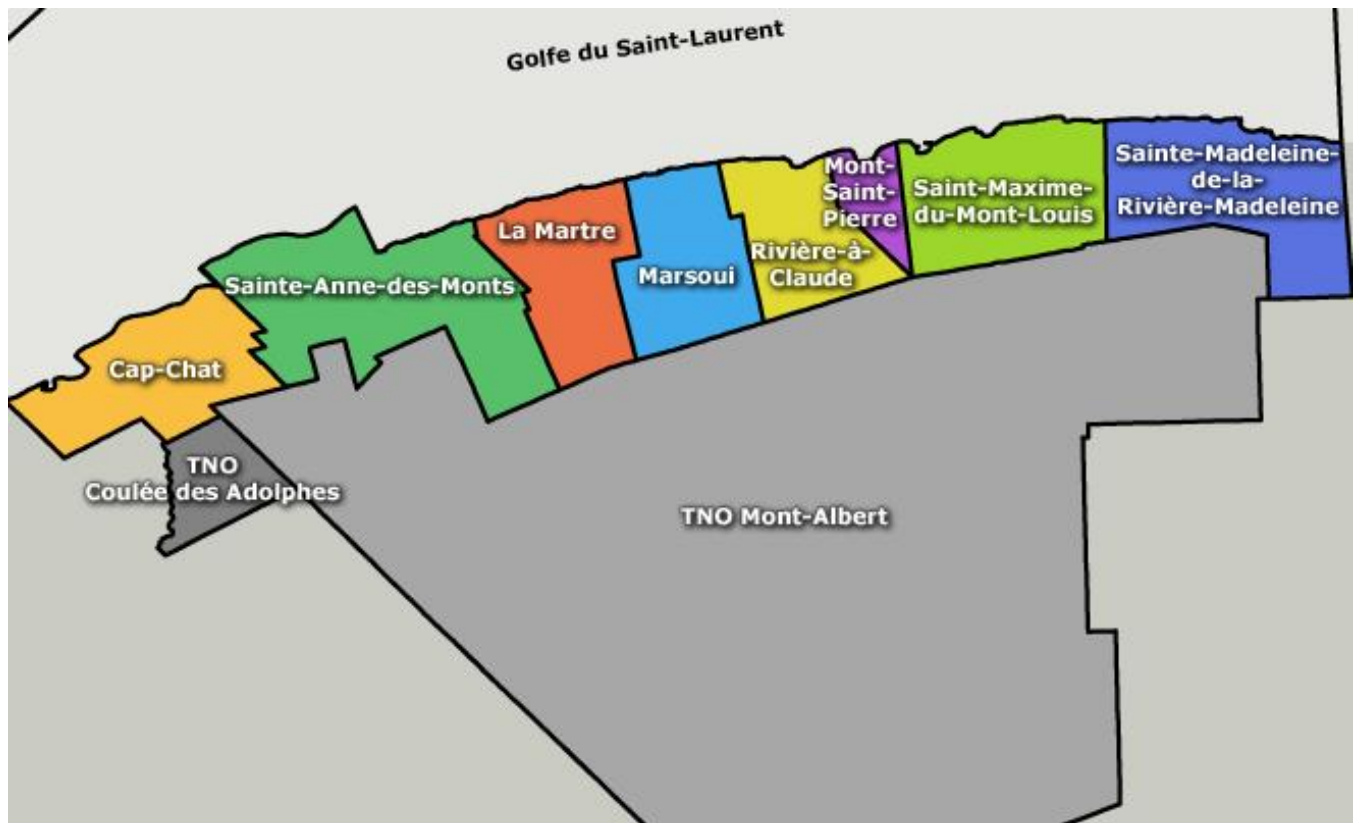 Golfe du Saint-Laurent
Cap-Chat
Sainte-Anne-des-Monts
La Martre
Marsoui
Rivière-à-
Claude
Mont-
Saint-
Pierre
Saint-Maxime-
du-Mont-Louis
Sainte-Madeleine-
de-la-
Rivière-Madeleine
TNO
Coulée des Adolphes
TNO Mont-Albert